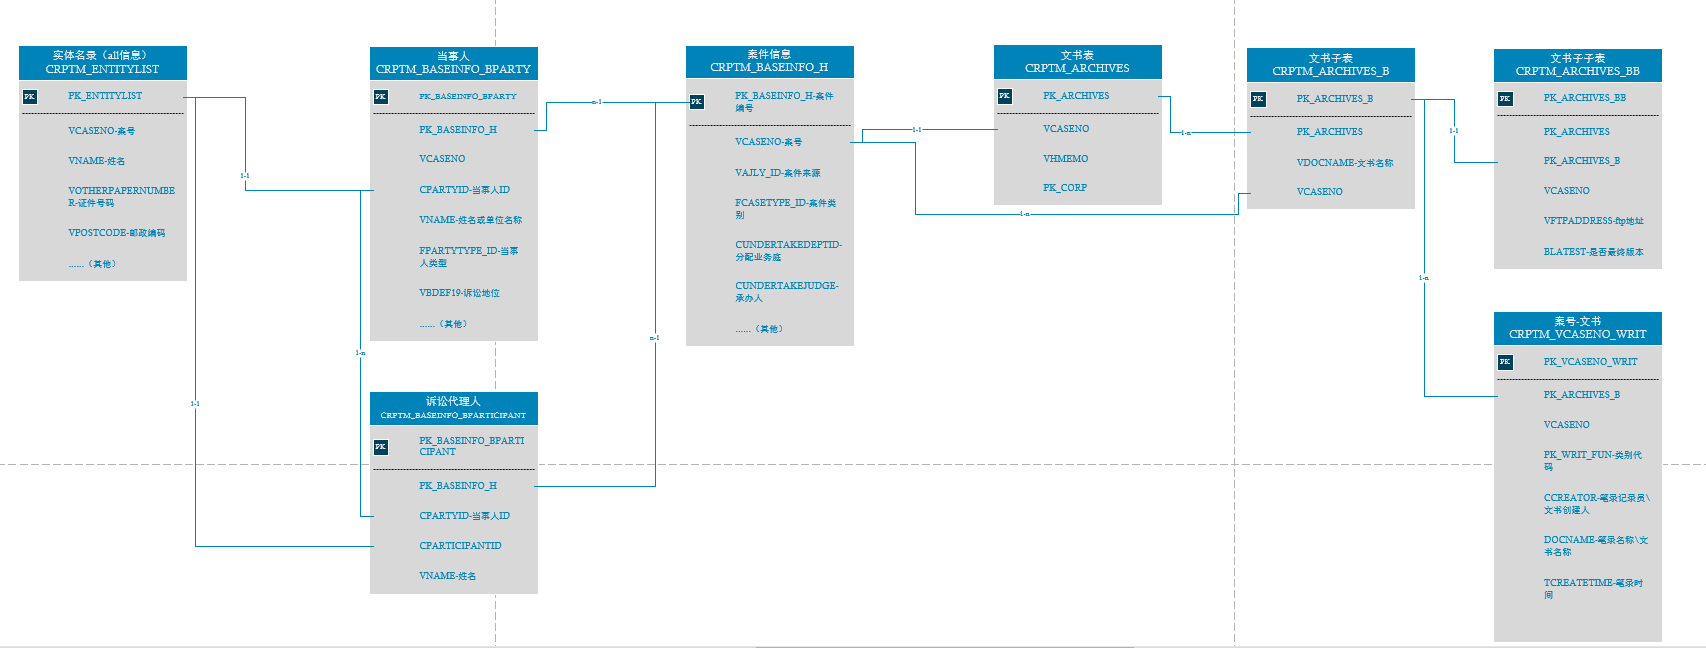 实体名录（all信息）
CRPTM_ENTITYLIST
PK
PK_ENTITYLIST
VCASENO-案号
VNAME-姓名
VOTHERPAPERNUMBE
R-证件号码
VPOSTCODE-邮政编码
......（其他）
1-1
1-1
当事人
CRPTM_BASEINFO_BPARTY
PK
PK_BASEINFO_BPARTY
PK_BASEINFO_H
VCASENO
CPARTYID-当事人ID
VNAME-姓名或单位名称
FPARTYTYPE_ID-当事
人类型
VBDEF19-诉讼地位
......（其他）
1-n
诉讼代理人
CRPTM_BASEINFO_BPARTICIPANT
PK
PK_BASEINFO_BPARTI
CIPANT
PK_BASEINFO_H
CPARTYID-当事人ID
CPARTICIPANTID
VNAME-姓名
n-1
n-1
案件信息
CRPTM_BASEINFO_H
PK
PK_BASEINFO_H-案件
编号
VCASENO-案号
VAJLY_ID-案件来源
FCASETYPE_ID-案件类
别
CUNDERTAKEDEPTID-
分配业务庭
CUNDERTAKEJUDGE-
承办人
......（其他）
1-1
1-n
文书表
CRPTM_ARCHIVES
PK
PK_ARCHIVES
VCASENO
VHMEMO
PK_CORP
1-n
文书子表
CRPTM_ARCHIVES_B
PK
PK_ARCHIVES_B
PK_ARCHIVES
VDOCNAME-文书名称
VCASENO
1-1
1-n
文书子子表
CRPTM_ARCHIVES_BB
PK
PK_ARCHIVES_BB
PK_ARCHIVES
PK_ARCHIVES_B
VCASENO
VFTPADDRESS-ftp地址
BLATEST-是否最终版本
案号-文书
CRPTM_VCASENO_WRIT
PK
PK_VCASENO_WRIT
PK_ARCHIVES_B
VCASENO
PK_WRIT_FUN-类别代
码
CCREATOR-笔录记录员\
文书创建人
DOCNAME-笔录名称\文
书名称
TCREATETIME-笔录时
间